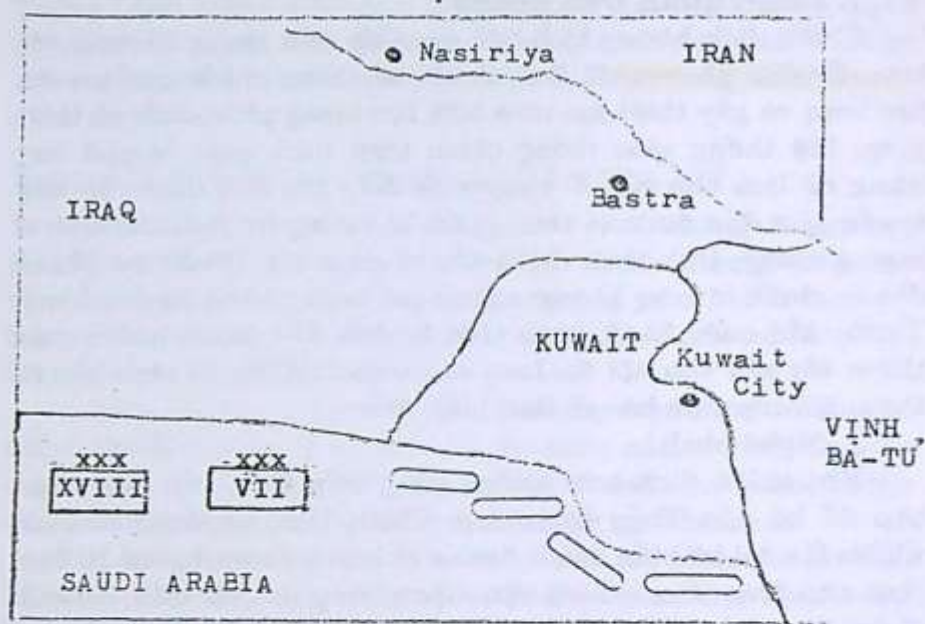 Nasiriya
IRAN
Bastra
IRAQ
KUWAIT
Kuwait
City
VỊNH
BA-TƯ
XXX
XVIII
XXX
VII
SAUDI ARABIA